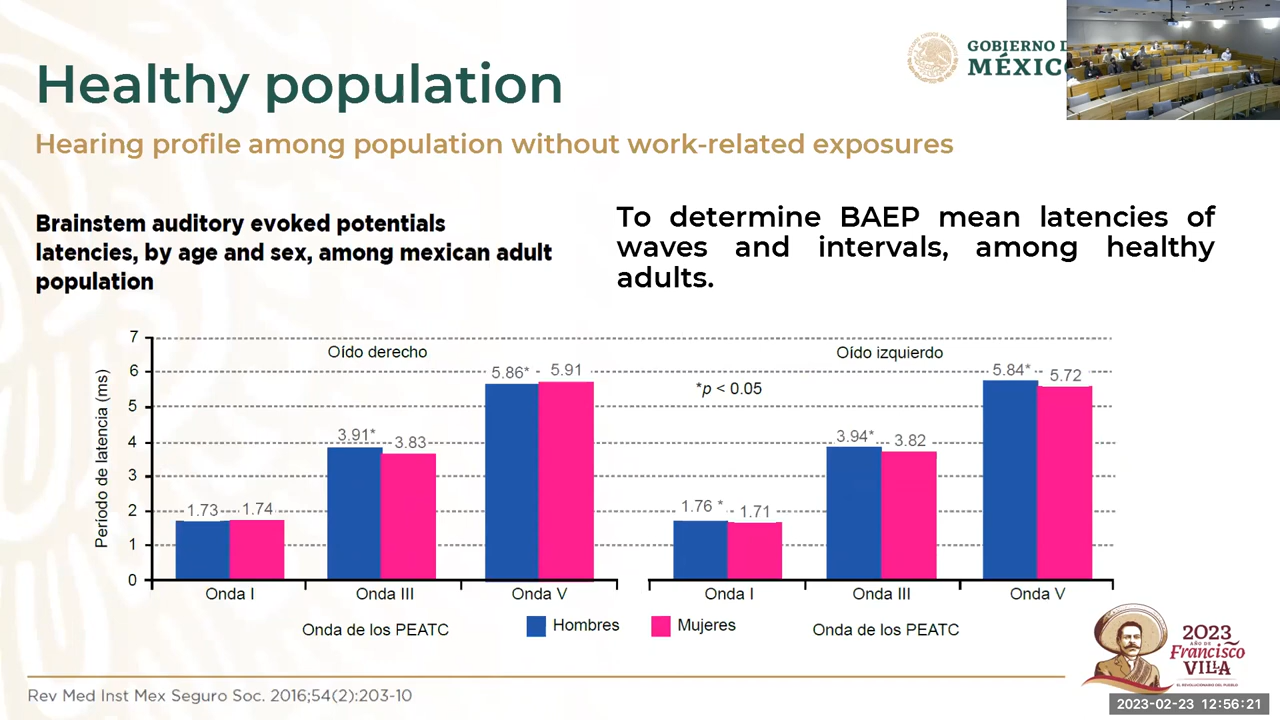 Healthy population
GOBIERNO D
MÉXICO
Hearing profile among population without work-related exposures
Brainstem auditory evoked potentials
latencies, by age and sex, among mexican adult
population
To determine BAEP mean latencies of
waves and intervals, among healthy
adults.
Período de latencia (ms)
7
6
5
4
3
2
1
0
Oído derecho
1.73
1.74
3.91*
3.83
5.86*
5.91
Onda I
Onda III
Onda V
Onda de los PEATC
Oído izquierdo
*p < 0.05
1.76 *
1.71
3.94*
3.82
5.84*
5.72
Onda I
Onda III
Onda V
Onda de los PEATC
Hombres
Mujeres
2023
AÑO DE
Francisco
VILLA
EL REVOLUCIONARIO DEL PUEBLO
Rev Med Inst Mex Seguro Soc. 2016;54(2):203-10
2023-02-23 12:56:21